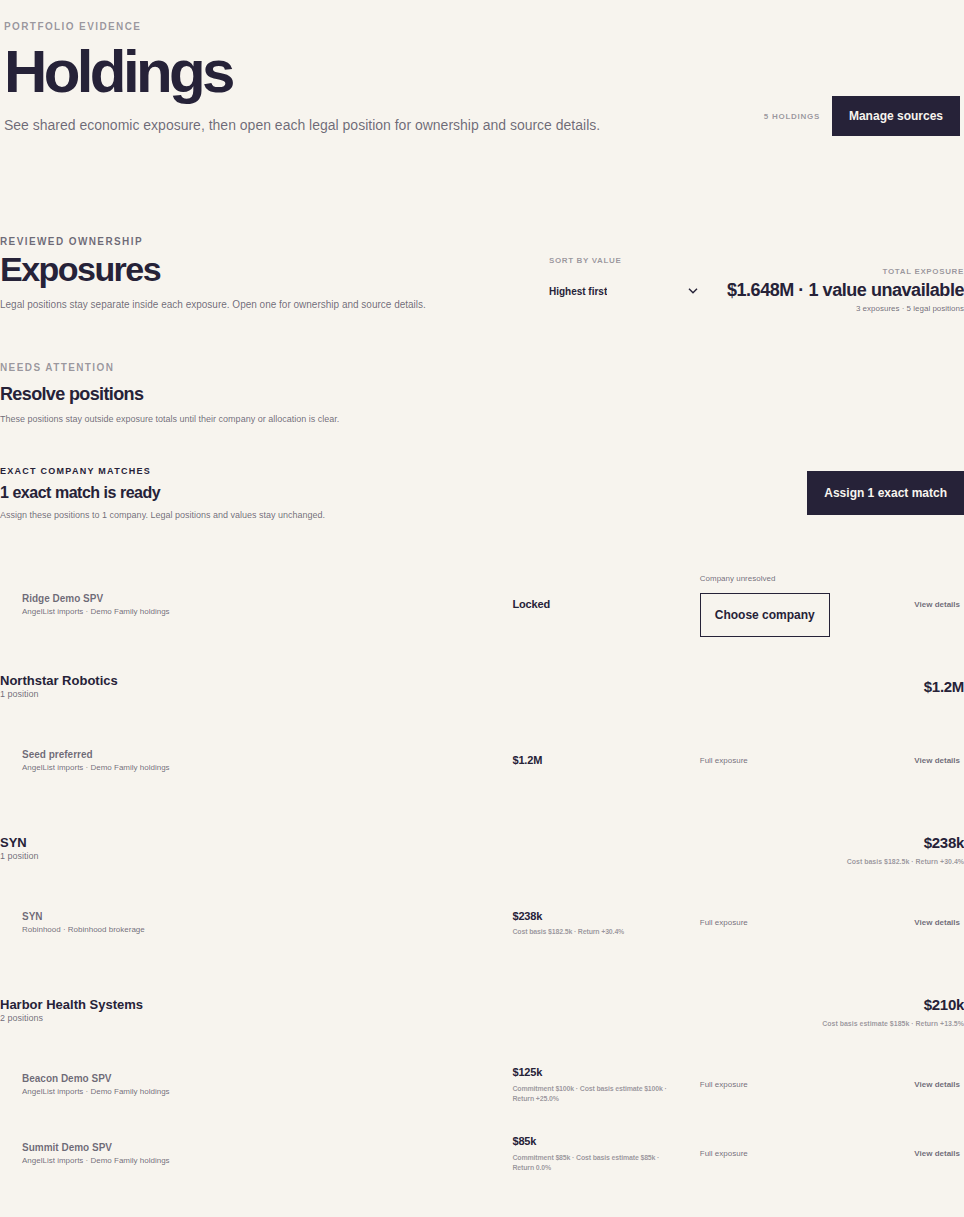 PORTFOLIO EVIDENCE
Holdings
See shared economic exposure, then open each legal position for ownership and source details.
5 HOLDINGS
Manage sources
REVIEWED OWNERSHIP
Exposures
Legal positions stay separate inside each exposure. Open one for ownership and source details.
SORT BY VALUE
Highest first
TOTAL EXPOSURE
$1.648M · 1 value unavailable
3 exposures · 5 legal positions
NEEDS ATTENTION
Resolve positions
These positions stay outside exposure totals until their company or allocation is clear.
EXACT COMPANY MATCHES
1 exact match is ready
Assign these positions to 1 company. Legal positions and values stay unchanged.
Assign 1 exact match
Ridge Demo SPV
AngelList imports · Demo Family holdings
Locked
Company unresolved
Choose company
View details
Northstar Robotics
1 position
$1.2M
Seed preferred
AngelList imports · Demo Family holdings
$1.2M
Full exposure
View details
SYN
1 position
$238k
Cost basis $182.5k · Return +30.4%
SYN
Robinhood · Robinhood brokerage
$238k
Cost basis $182.5k · Return +30.4%
Full exposure
View details
Harbor Health Systems
2 positions
$210k
Cost basis estimate $185k · Return +13.5%
Beacon Demo SPV
AngelList imports · Demo Family holdings
$125k
Commitment $100k · Cost basis estimate $100k ·
Return +25.0%
Full exposure
View details
Summit Demo SPV
AngelList imports · Demo Family holdings
$85k
Commitment $85k · Cost basis estimate $85k ·
Return 0.0%
Full exposure
View details